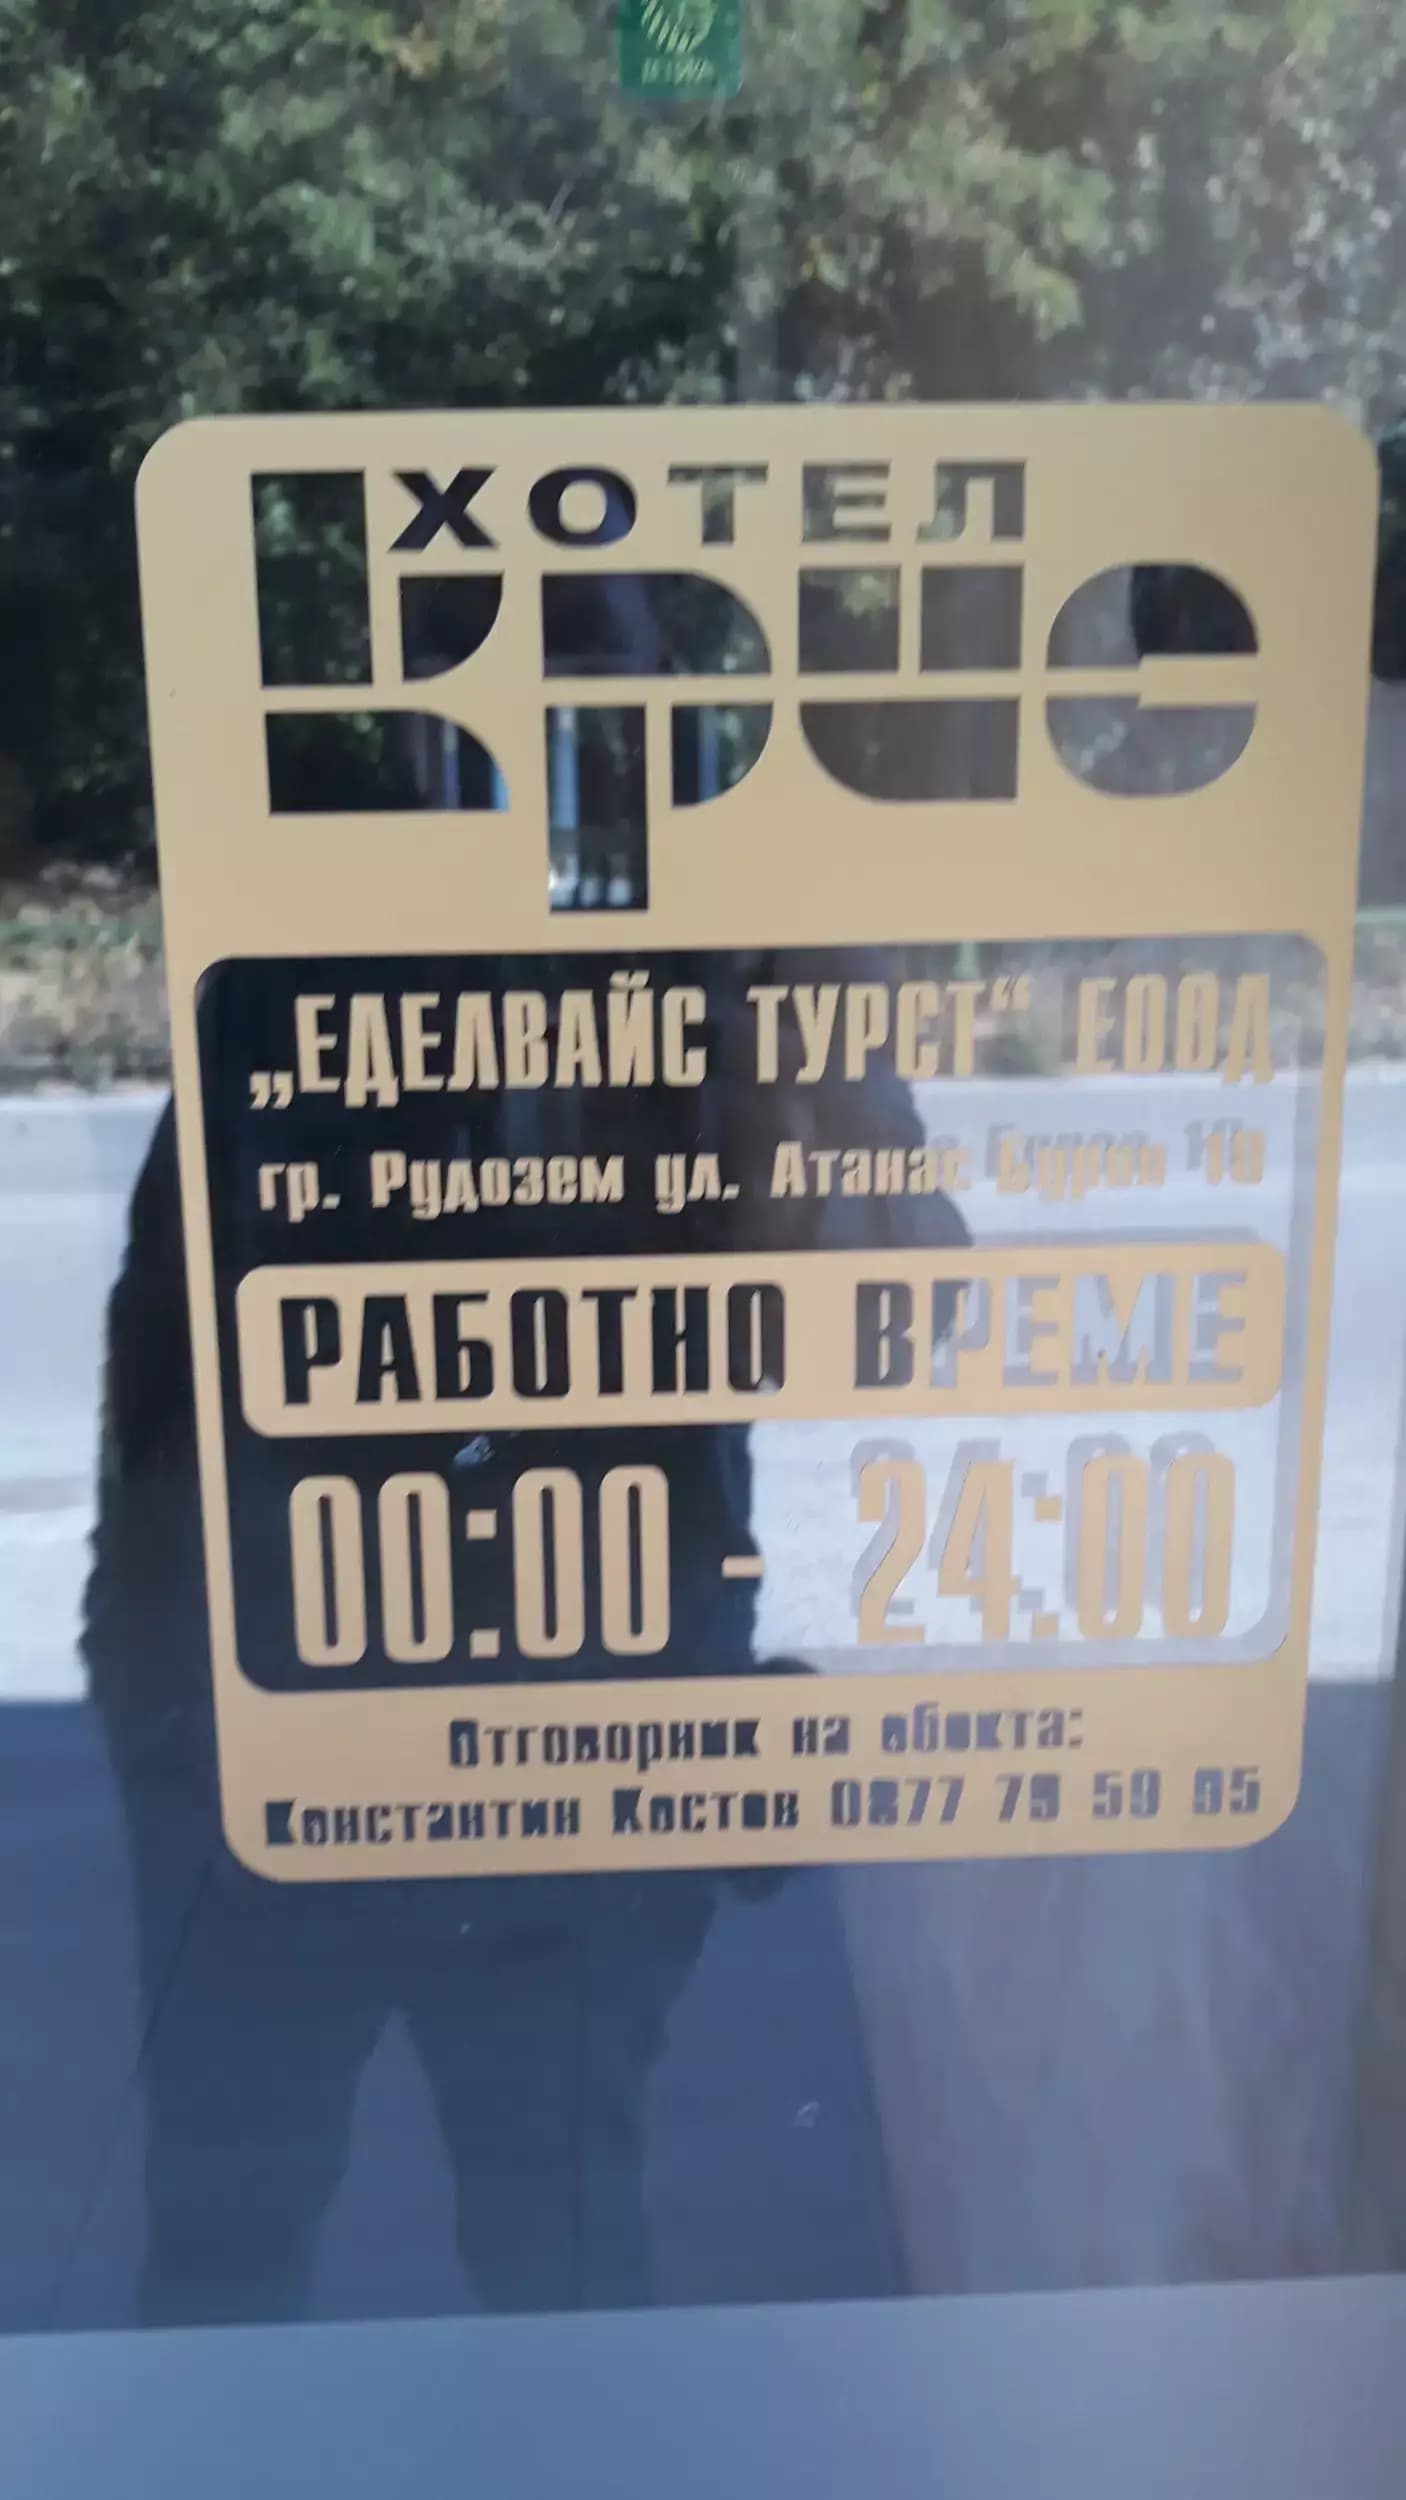 ХОТЕЛ
Крис
„ЕДЕЛВАЙС ТУРСТ“ ЕООД
гр. Рудозем ул. Атанас Буров
РАБОТНО ВРЕМЕ
00:00 - 24:00
Отговорник на обекта:
Константин Костов 0877 79 59 95